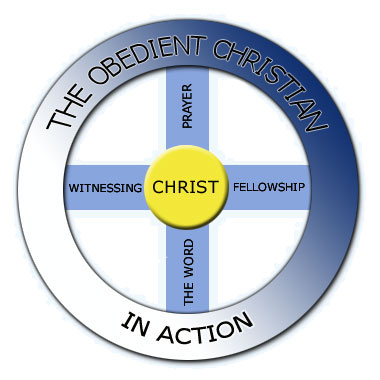 THE OBEDIENT CHRISTIAN
PRAYER
WITNESSING
CHRIST
FELLOWSHIP
THE WORD
IN ACTION